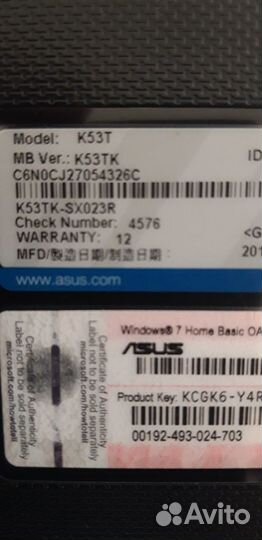 Model: K53T
MB Ver.: K53TK
ID
C6N0CJ27054326C
K53TK-SX023R
Check Number: 4576
WARRANTY: 12
<G
MFD/製造日期/制造日期: 201
www.asus.com
Certificate of Authenticity
Label not to be sold separately
microsoft.com/howtotell
Certificate of Authenticity
Label not to be sold separately
microsoft.com/howtotell
Windows® 7 Home Basic OA
ASUS
Product Key: KCGK6-Y4R
00192-493-024-703
Avito